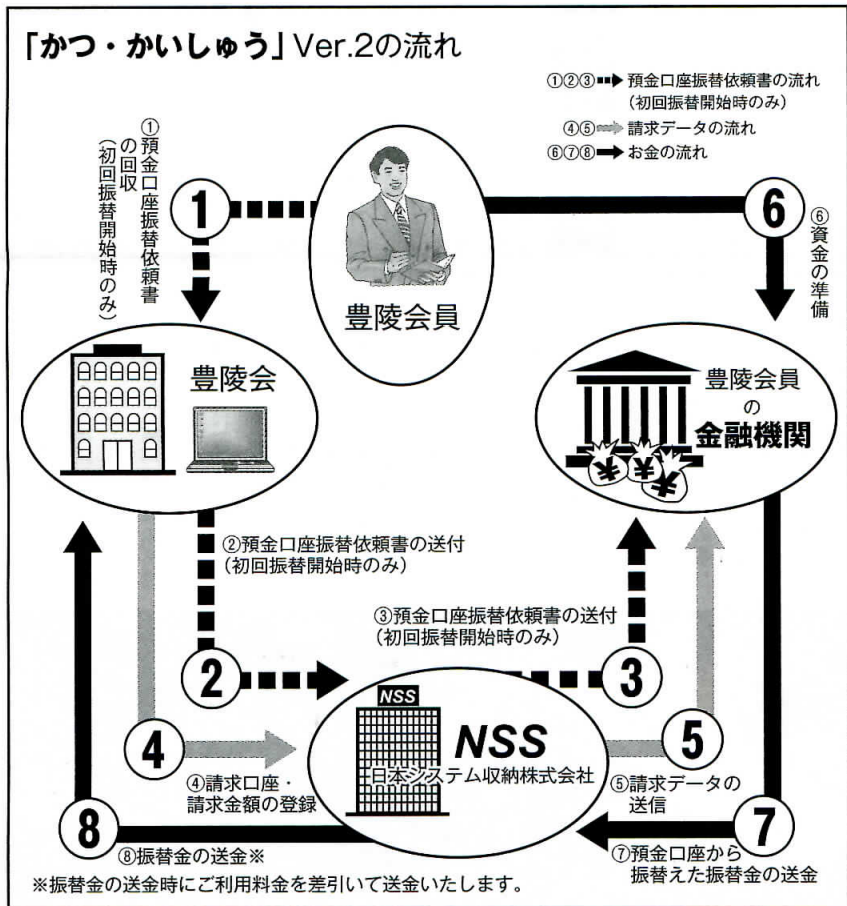 「かつ・かいしゅう」Ver.2の流れ
①②③ 預金口座振替依頼書の流れ
(初回振替開始時のみ)
④⑤ 請求データの流れ
⑥⑦⑧ お金の流れ
①預金口座振替依頼書
の回収
(初回振替開始時のみ)
1
豊陵会員
6
⑥資金の準備
豊陵会
豊陵会員
の
金融機関
②預金口座振替依頼書の送付
(初回振替開始時のみ)
③預金口座振替依頼書の送付
(初回振替開始時のみ)
2
3
NSS
NSS
日本システム収納株式会社
4
④請求口座・
請求金額の登録
5
⑤請求データの
送信
8
⑧振替金の送金※
7
⑦預金口座から
振替えた振替金の送金
※振替金の送金時にご利用料金を差引いて送金いたします。